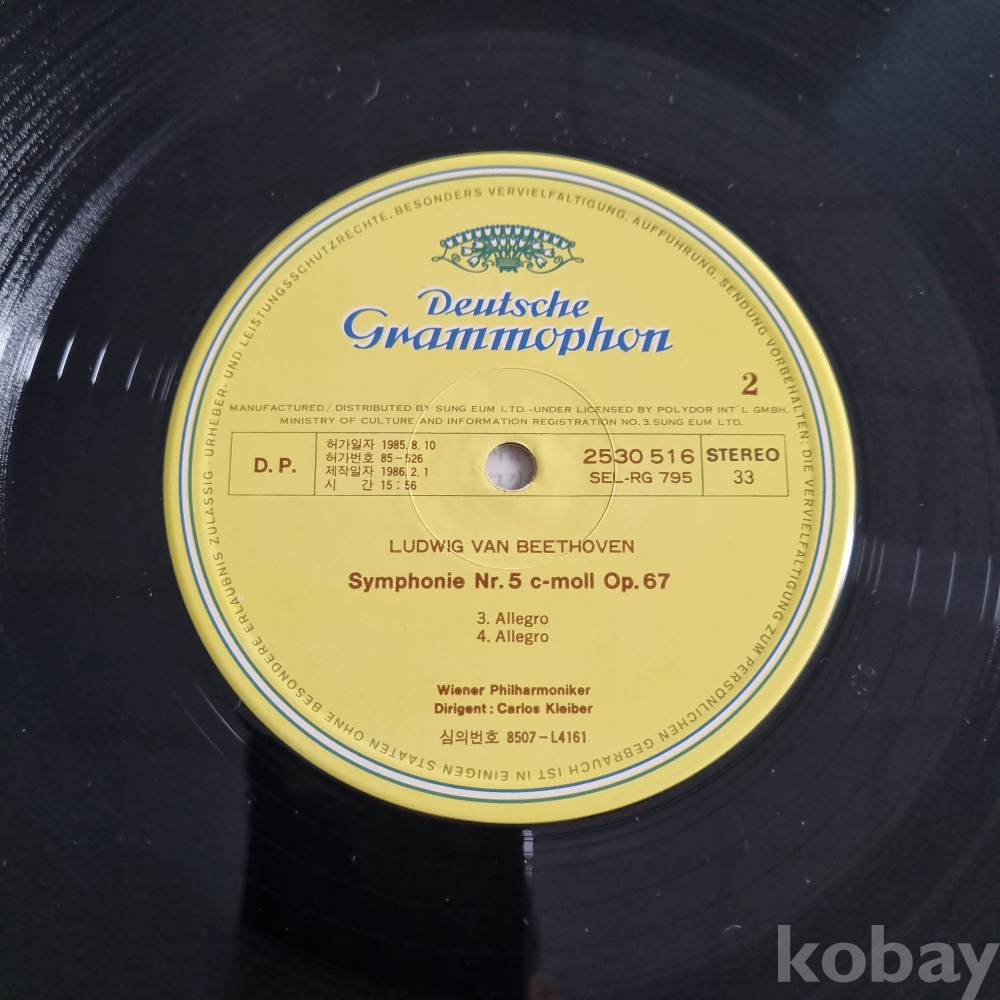 Deutsche
Grammophon
2
MANUFACTURED / DISTRIBUTED BY SUNG EUM LTD.-UNDER LICENSED BY POLYDOR INT'L GMBH.
MINISTRY OF CULTURE AND INFORMATION REGISTRATION NO. 3. SUNG EUM LTD.
D. P.
허가일자 1985. 8. 10
허가번호 85-526
제작일자 1986. 2. 1
시 간 15 : 56
2530 516
SEL-RG 795
STEREO
33
LUDWIG VAN BEETHOVEN
Symphonie Nr. 5 c-moll Op. 67
3. Allegro
4. Allegro
Wiener Philharmoniker
Dirigent : Carlos Kleiber
심의번호 8507-L4161
URHEBER- UND LEISTUNGSSCHUTZRECHTE, BESONDERS VERVIELFÄLTIGUNG, AUFFÜHRUNG, SENDUNG VORBEHALTEN: DIE VERVIELFÄLTIGUNG ZUM PERSÖNLICHEN GEBRAUCH IST IN EINIGEN STAATEN OHNE BESONDERE ERLAUBNIS ZULÄSSIG ·
kobay